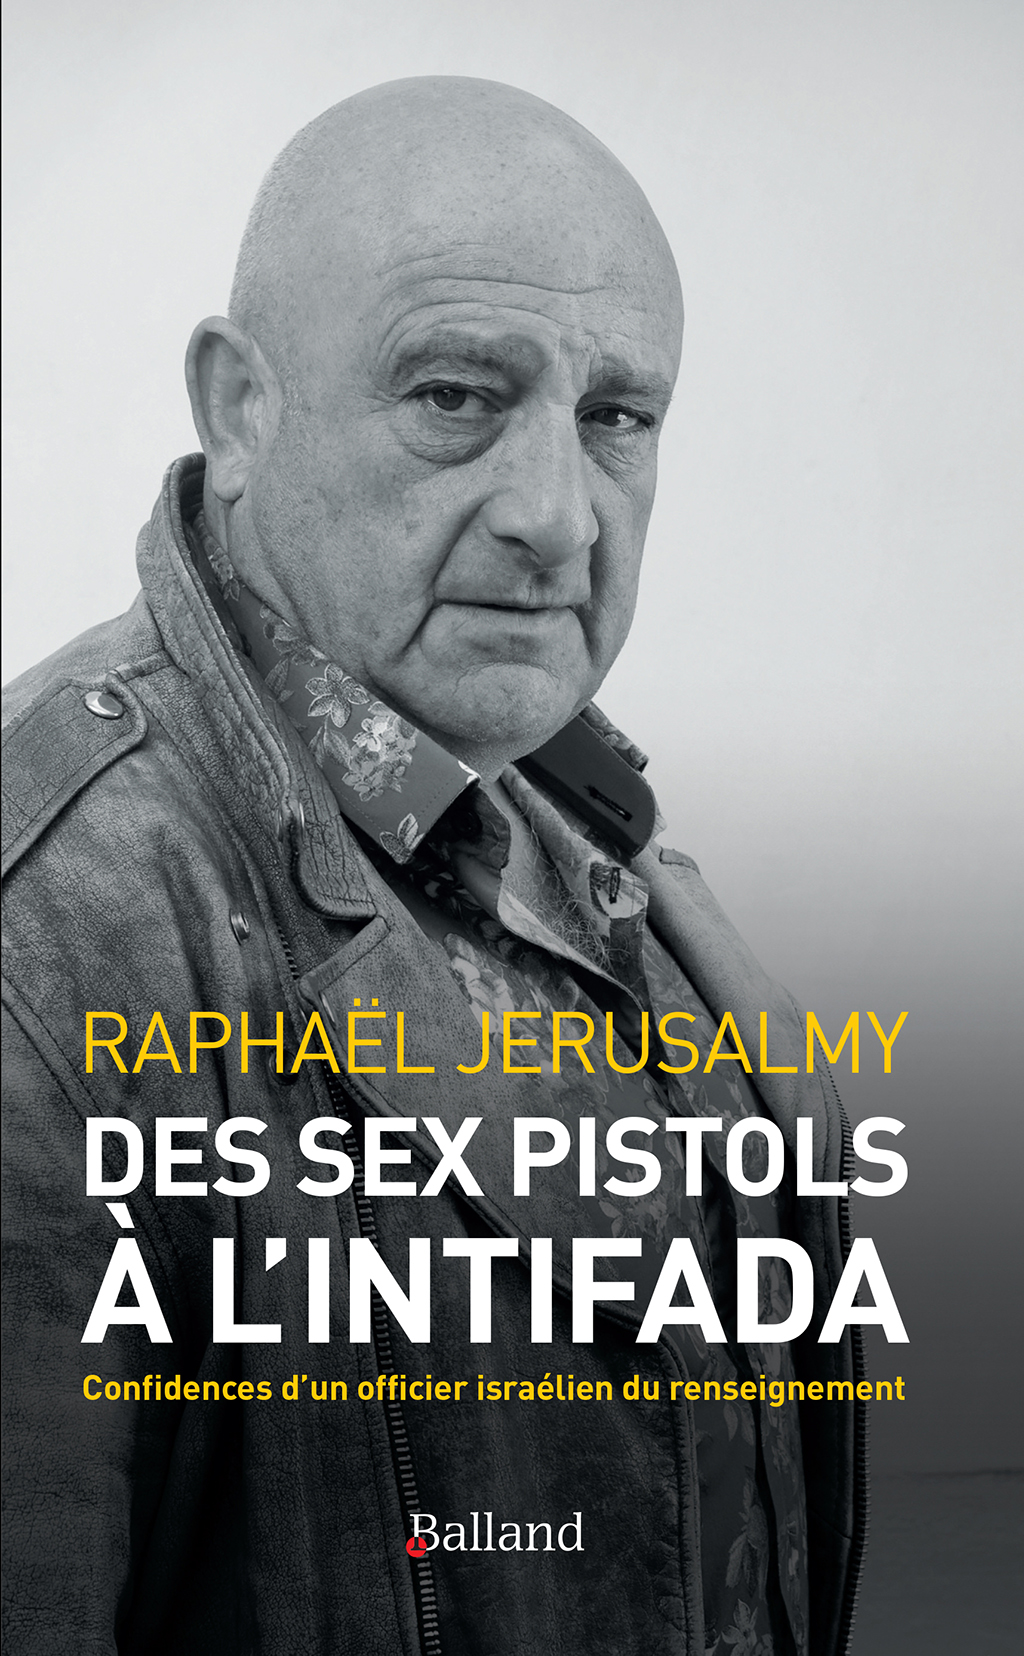 RAPHAËL JERUSALMY
DES SEX PISTOLS
À L'INTIFADA
Confidences d'un officier israélien du renseignement
Balland